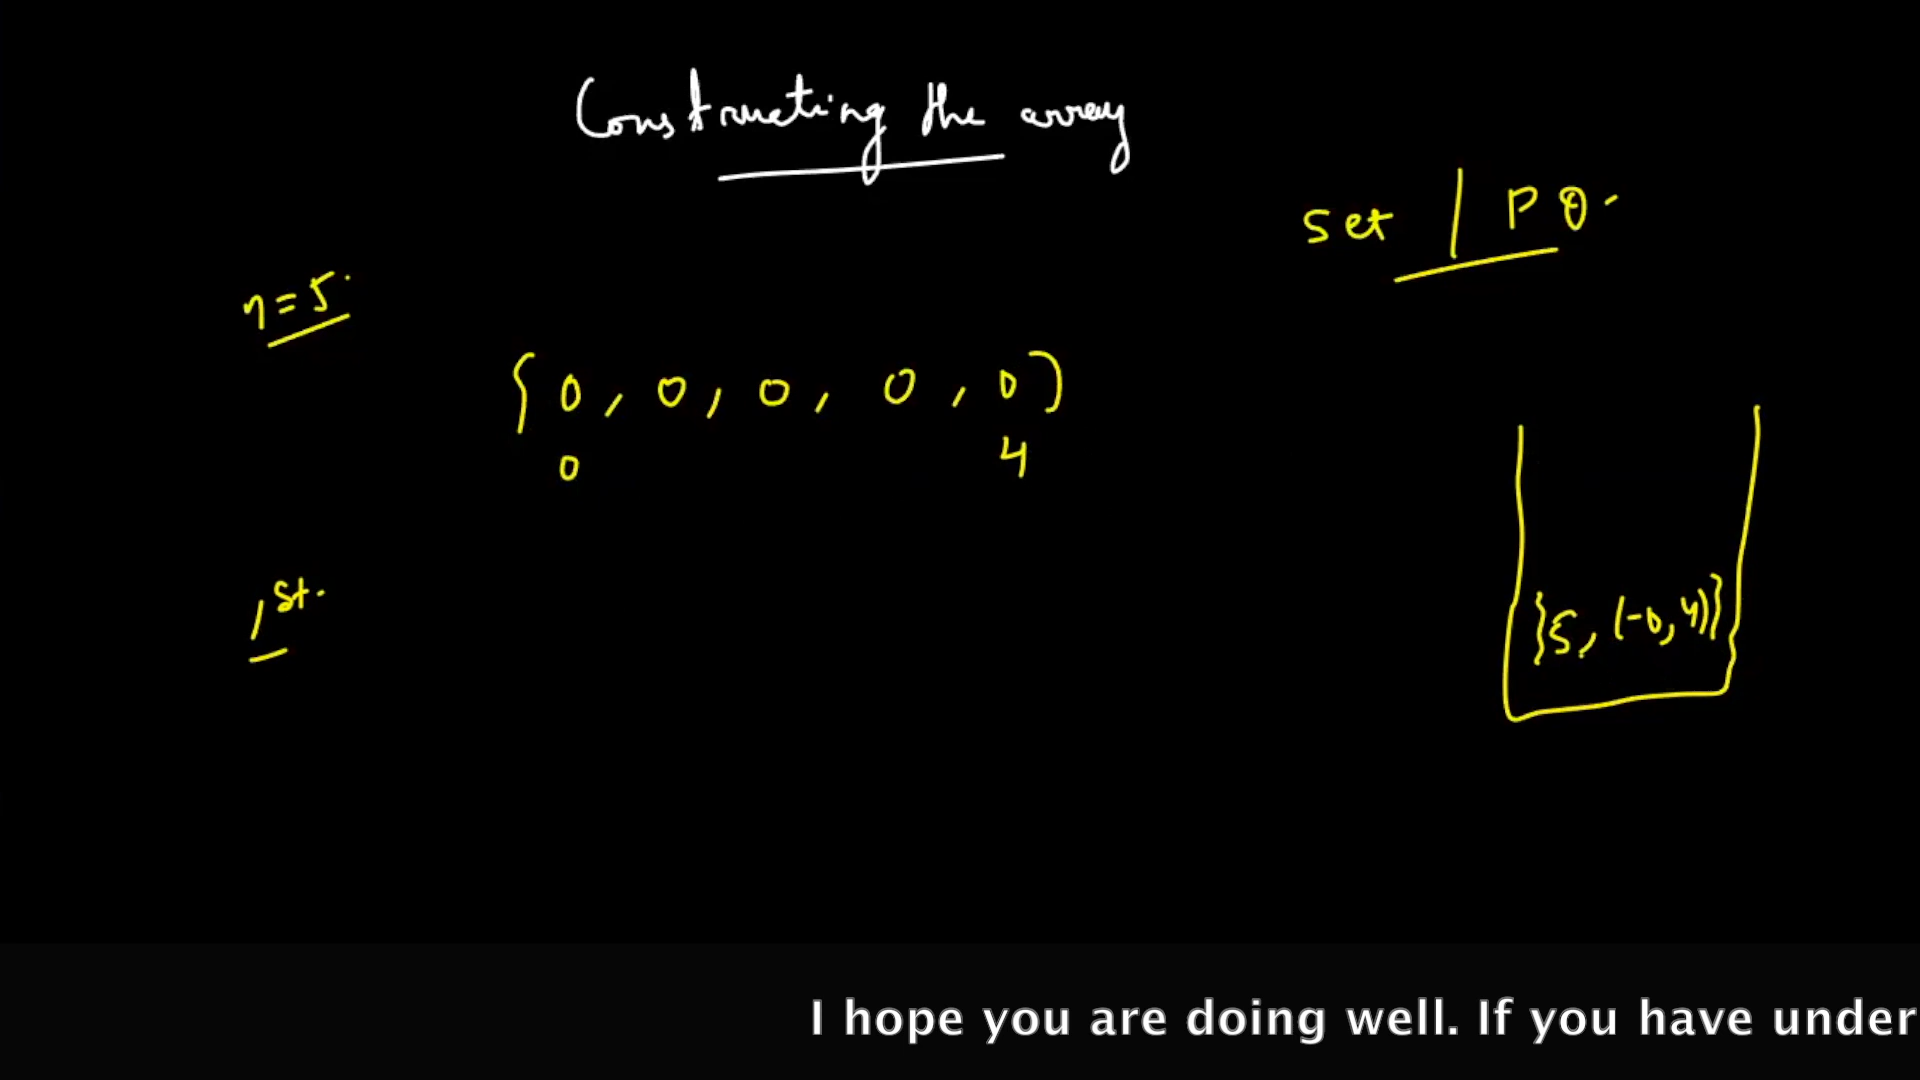 Constructing the array
set | PQ.
n=5.
{0, 0, 0, 0, 0}
0 4
1st.
{5, (-0, 4)}
I hope you are doing well. If you have under